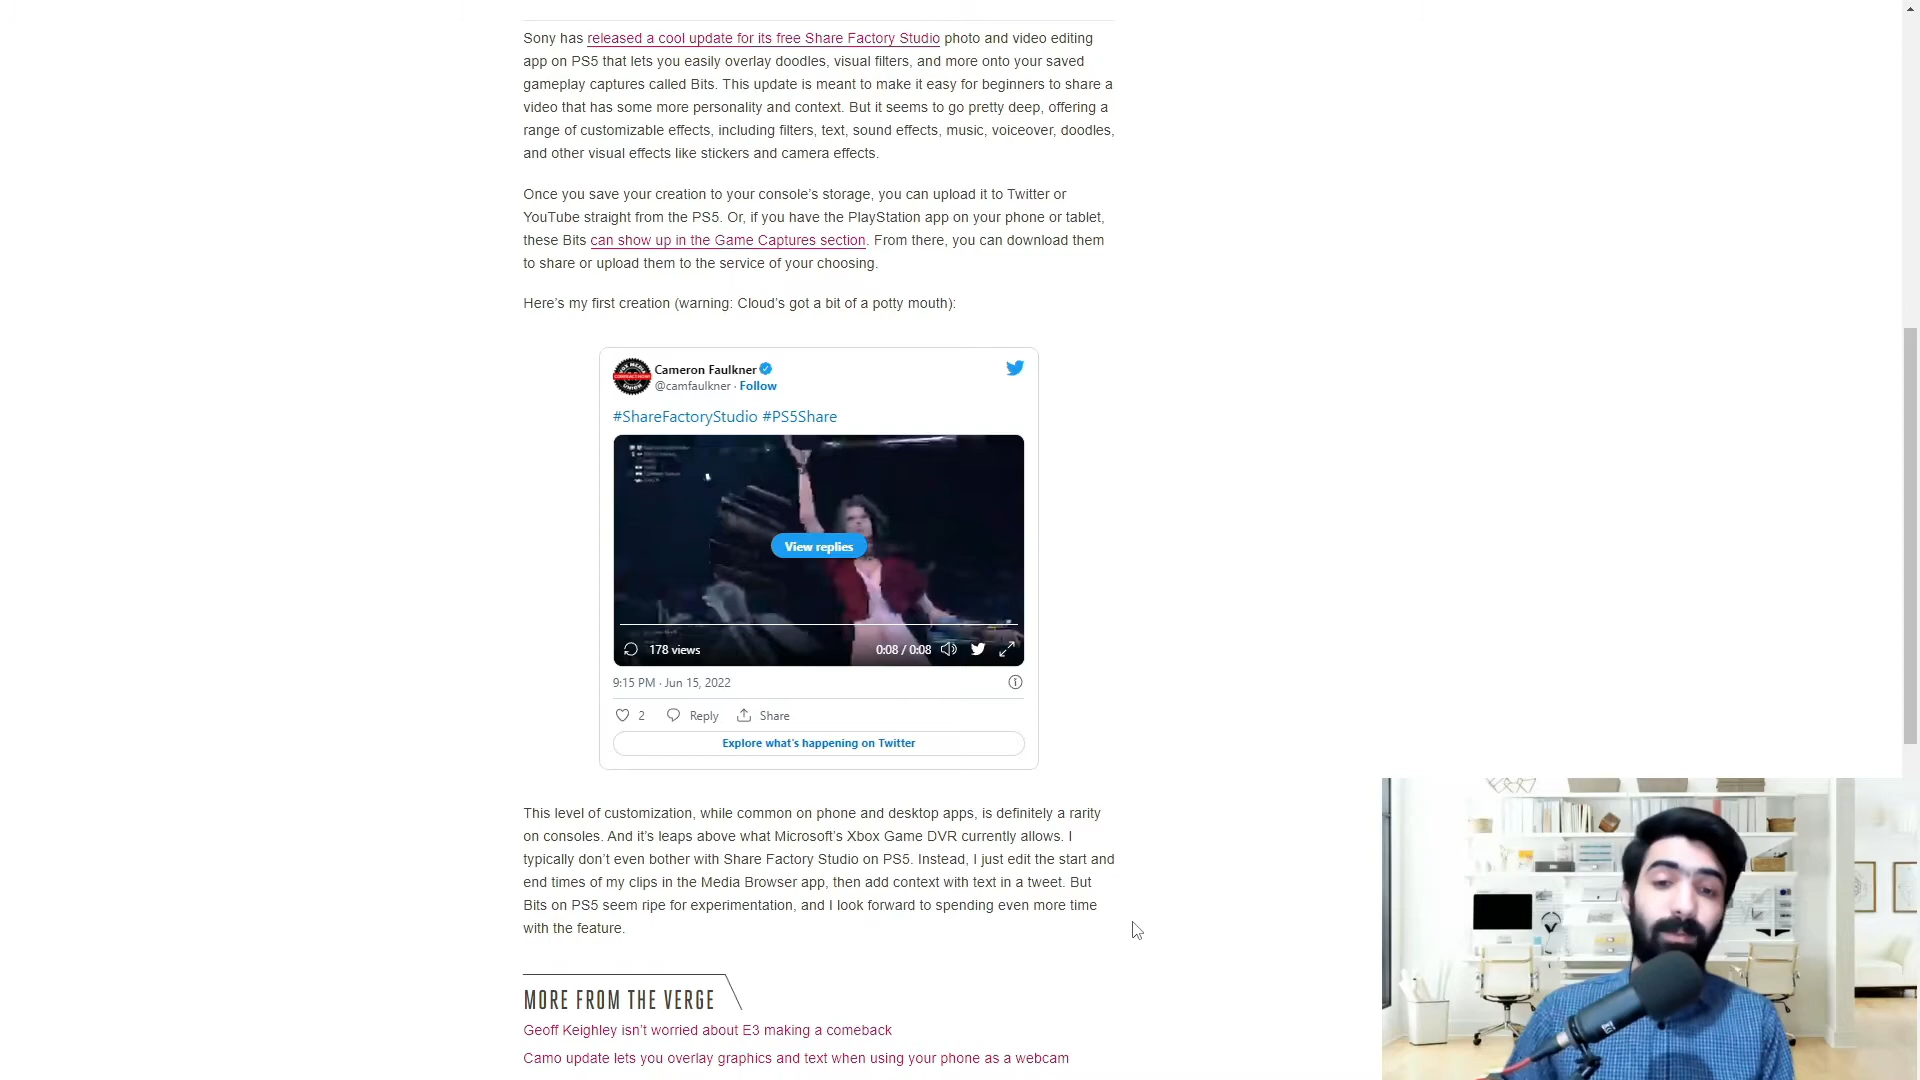 Sony has released a cool update for its free Share Factory Studio photo and video editing
app on PS5 that lets you easily overlay doodles, visual filters, and more onto your saved
gameplay captures called Bits. This update is meant to make it easy for beginners to share a
video that has some more personality and context. But it seems to go pretty deep, offering a
range of customizable effects, including filters, text, sound effects, music, voiceover, doodles,
and other visual effects like stickers and camera effects.
Once you save your creation to your console’s storage, you can upload it to Twitter or
YouTube straight from the PS5. Or, if you have the PlayStation app on your phone or tablet,
these Bits can show up in the Game Captures section. From there, you can download them
to share or upload them to the service of your choosing.
Here’s my first creation (warning: Cloud’s got a bit of a potty mouth):
Cameron Faulkner
@camfaulkner · Follow
#ShareFactoryStudio #PS5Share
View replies
178 views 0:08 / 0:08
9:15 PM · Jun 15, 2022
2 Reply Share
Explore what’s happening on Twitter
This level of customization, while common on phone and desktop apps, is definitely a rarity
on consoles. And it’s leaps above what Microsoft’s Xbox Game DVR currently allows. I
typically don’t even bother with Share Factory Studio on PS5. Instead, I just edit the start and
end times of my clips in the Media Browser app, then add context with text in a tweet. But
Bits on PS5 seem ripe for experimentation, and I look forward to spending even more time
with the feature.
MORE FROM THE VERGE
Geoff Keighley isn’t worried about E3 making a comeback
Camo update lets you overlay graphics and text when using your phone as a webcam